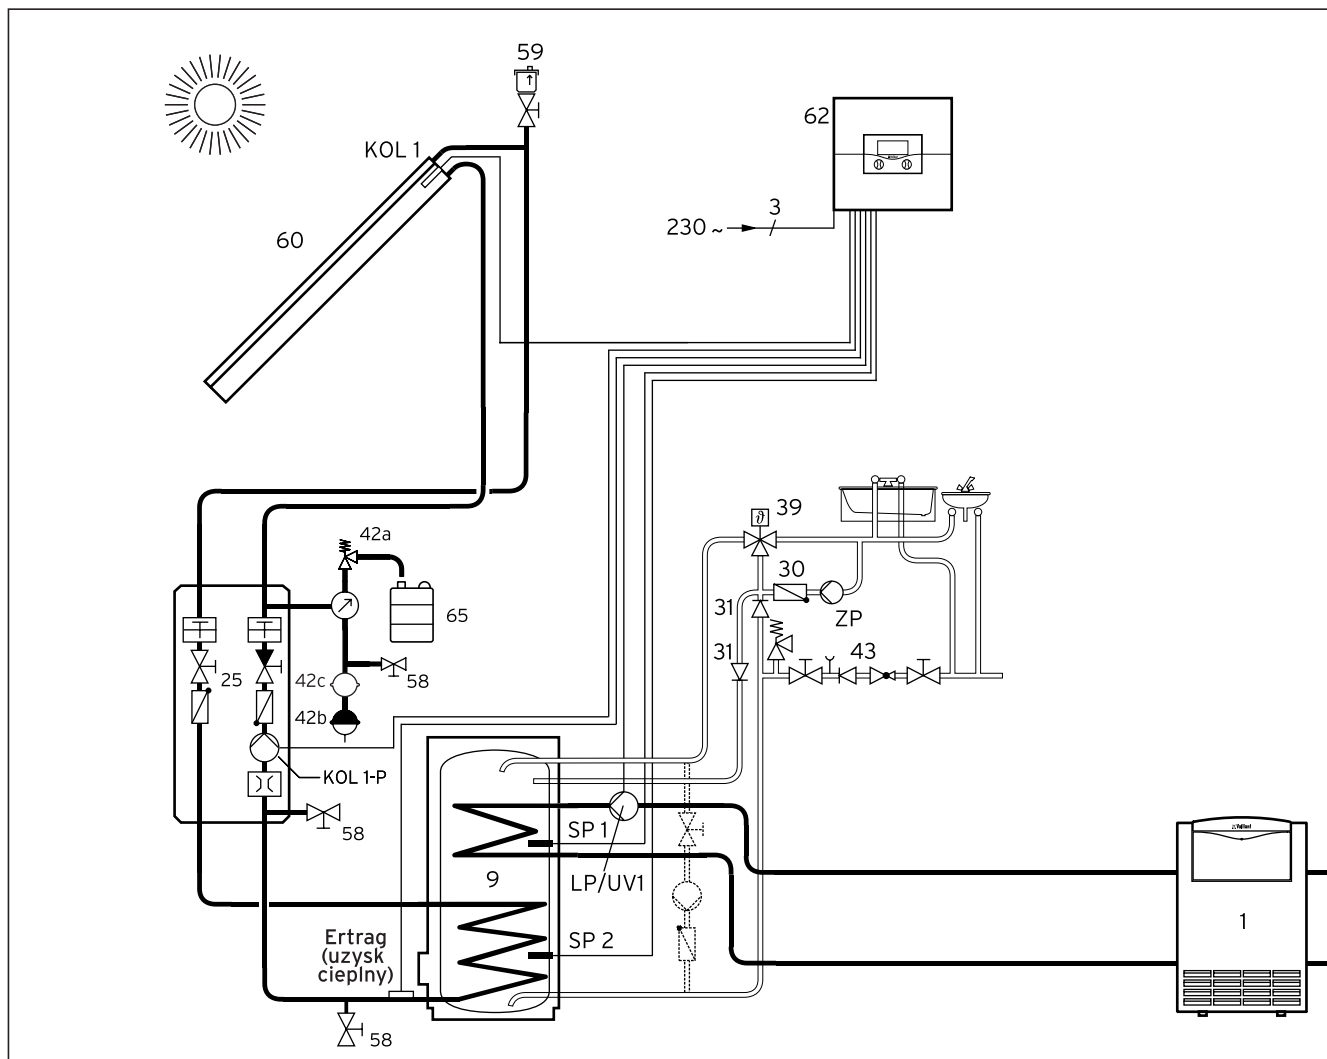 59
KOL 1
62
3
230 ~
60
39
ϑ
42a
30
65
31
ZP
31
43
25
42c
58
42b
KOL 1-P
58
SP 1
9
LP/UV1
Vaillant
1
Ertrag
(uzysk
cieplny)
SP 2
58